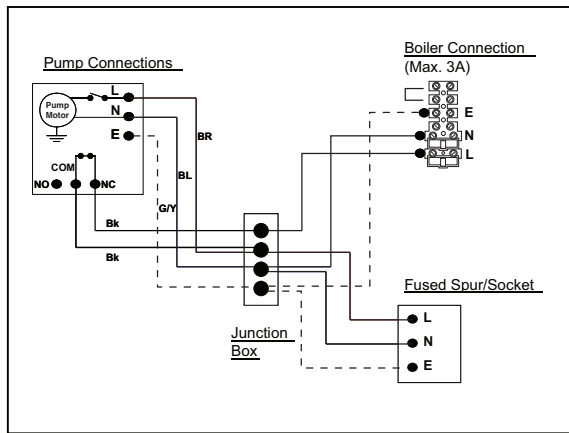 Pump Connections
Boiler Connection
(Max. 3A)
L
Pump
Motor
N
E
BR
COM
NO
NC
BL
G/Y
Bk
Bk
E
N
L
Junction
Box
Fused Spur/Socket
L
N
E